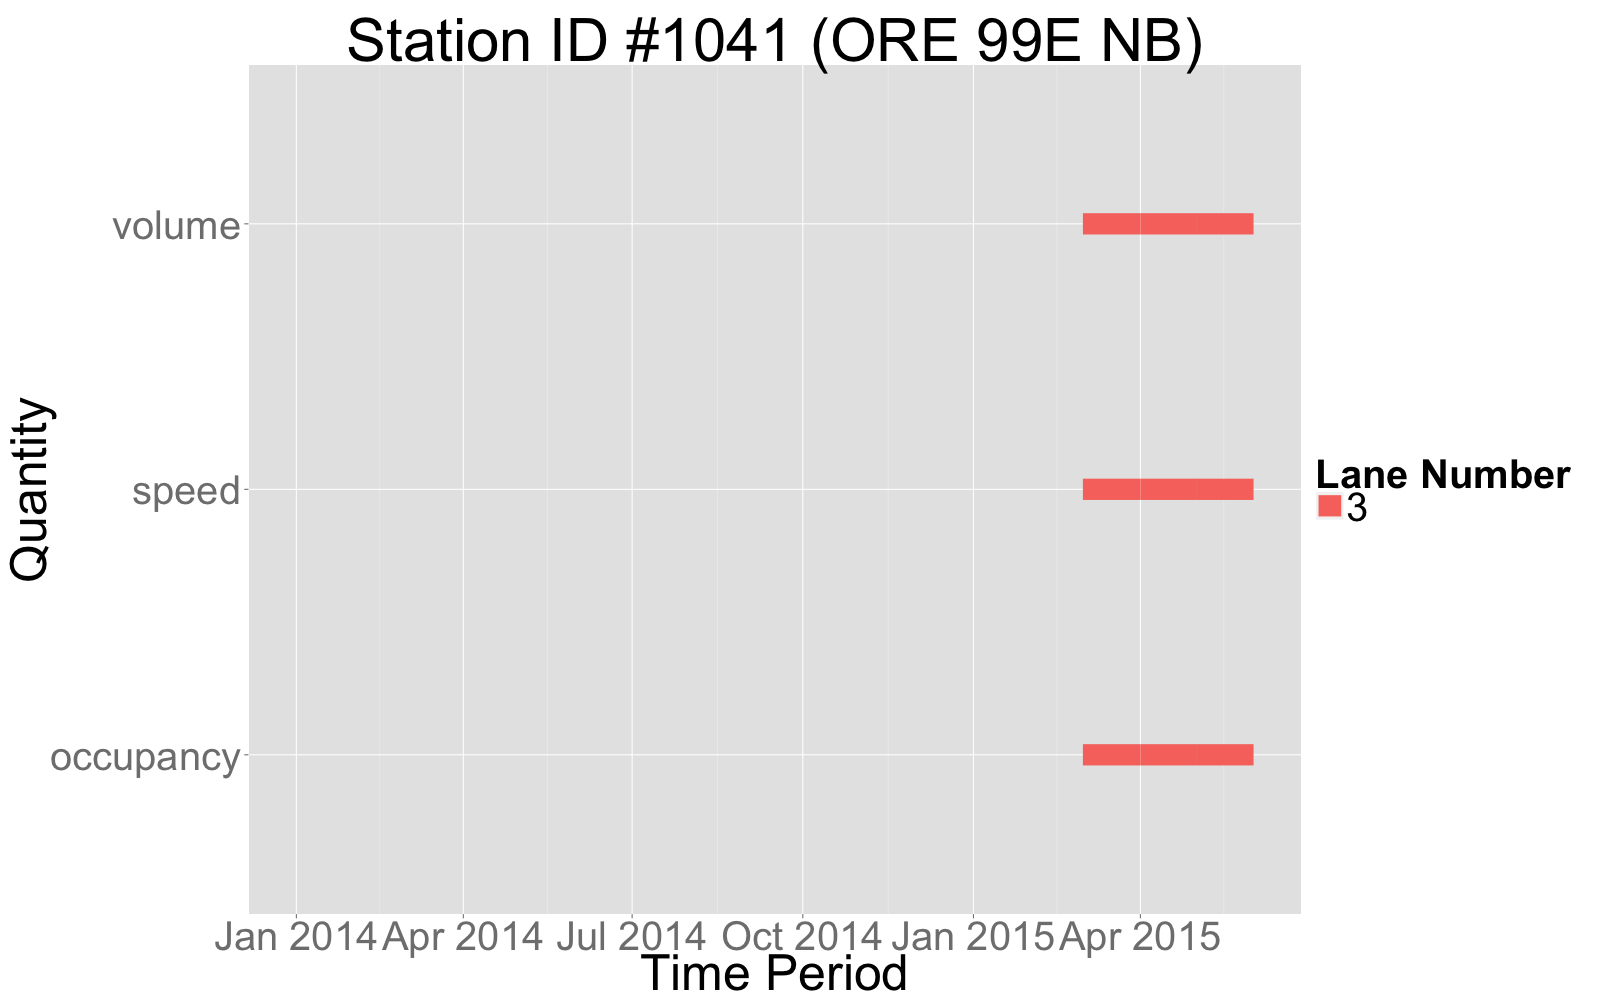 Station ID #1041 (ORE 99E NB)
Quantity
volume
speed
occupancy
Lane Number
3
Jan 2014 Apr 2014 Jul 2014 Oct 2014 Jan 2015 Apr 2015
Time Period